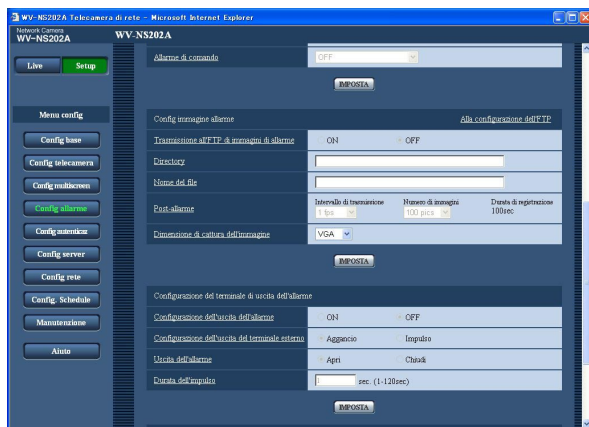 WV-NS202A Telecamera di rete - Microsoft Internet Explorer
Network Camera
WV-NS202A
WV-NS202A
Live
Setup
Menu config
Config base
Config telecamera
Config multiscreen
Config allarme
Config autenticaz
Config server
Config rete
Config. Schedule
Manutenzione
Aiuto
Allarme di comando
OFF
IMPOSTA
Config immagine allarme
Alla configurazione dell'FTP
Trasmissione all'FTP di immagini di allarme
ON
OFF
Directory
Nome del file
Post-allarme
Intervallo di trasmissione
Numero di immagini
Durata di registrazione
1 fps
100 pics
100sec
Dimensione di cattura dell'immagine
VGA
IMPOSTA
Configurazione del terminale di uscita dell'allarme
Configurazione dell'uscita dell'allarme
ON
OFF
Configurazione dell'uscita del terminale esterno
Aggancio
Impulso
Uscita dell'allarme
Apri
Chiudi
Durata dell'impulso
1
sec. (1-120sec)
IMPOSTA